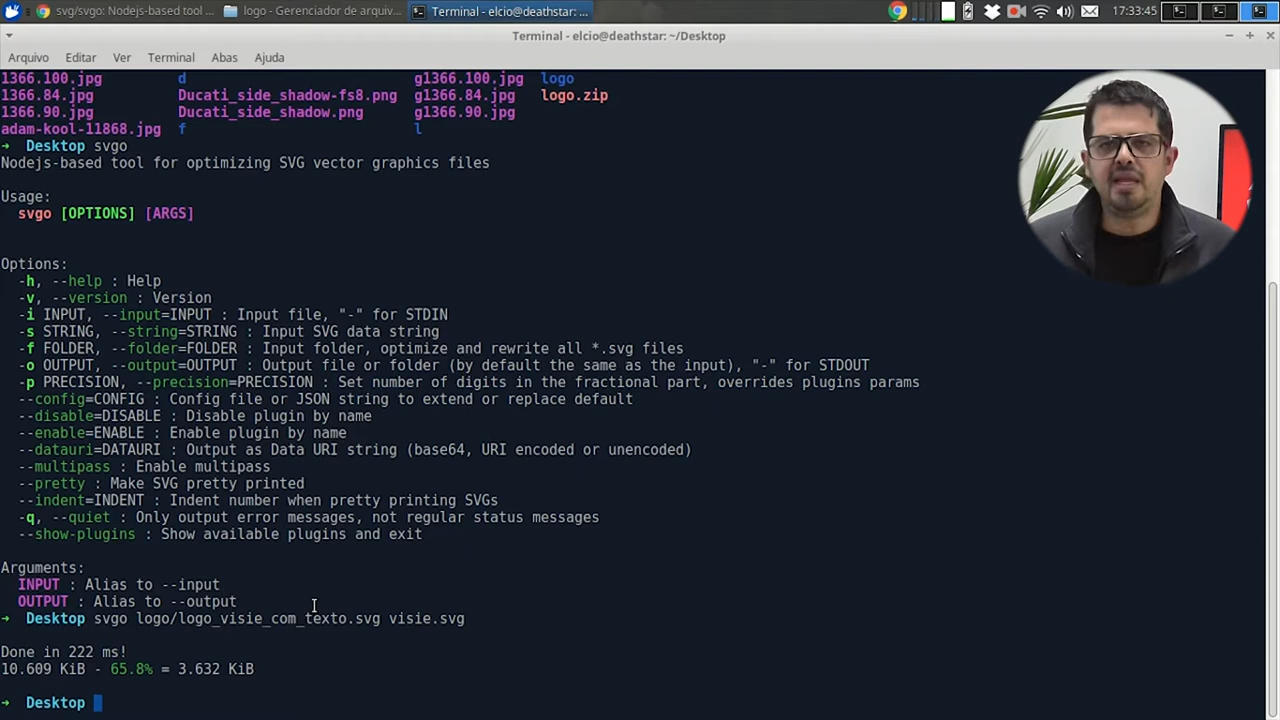 svg/svgo: Nodejs-based tool ... logo - Gerenciador de arquiv... Terminal - elcio@deathstar: ... 17:33:45
Terminal - elcio@deathstar: ~/Desktop
Arquivo Editar Ver Terminal Abas Ajuda
1366.100.jpg d g1366.100.jpg logo
1366.84.jpg Ducati_side_shadow-fs8.png g1366.84.jpg logo.zip
1366.90.jpg Ducati_side_shadow.png g1366.90.jpg
adam-kool-11868.jpg f l
➜ Desktop svgo
Nodejs-based tool for optimizing SVG vector graphics files
Usage:
svgo [OPTIONS] [ARGS]
Options:
-h, --help : Help
-v, --version : Version
-i INPUT, --input=INPUT : Input file, "-" for STDIN
-s STRING, --string=STRING : Input SVG data string
-f FOLDER, --folder=FOLDER : Input folder, optimize and rewrite all *.svg files
-o OUTPUT, --output=OUTPUT : Output file or folder (by default the same as the input), "-" for STDOUT
-p PRECISION, --precision=PRECISION : Set number of digits in the fractional part, overrides plugins params
--config=CONFIG : Config file or JSON string to extend or replace default
--disable=DISABLE : Disable plugin by name
--enable=ENABLE : Enable plugin by name
--datauri=DATAURI : Output as Data URI string (base64, URI encoded or unencoded)
--multipass : Enable multipass
--pretty : Make SVG pretty printed
--indent=INDENT : Indent number when pretty printing SVGs
-q, --quiet : Only output error messages, not regular status messages
--show-plugins : Show available plugins and exit
Arguments:
INPUT : Alias to --input
OUTPUT : Alias to --output
➜ Desktop svgo logo/logo_visie_com_texto.svg visie.svg
Done in 222 ms!
10.609 KiB - 65.8% = 3.632 KiB
➜ Desktop